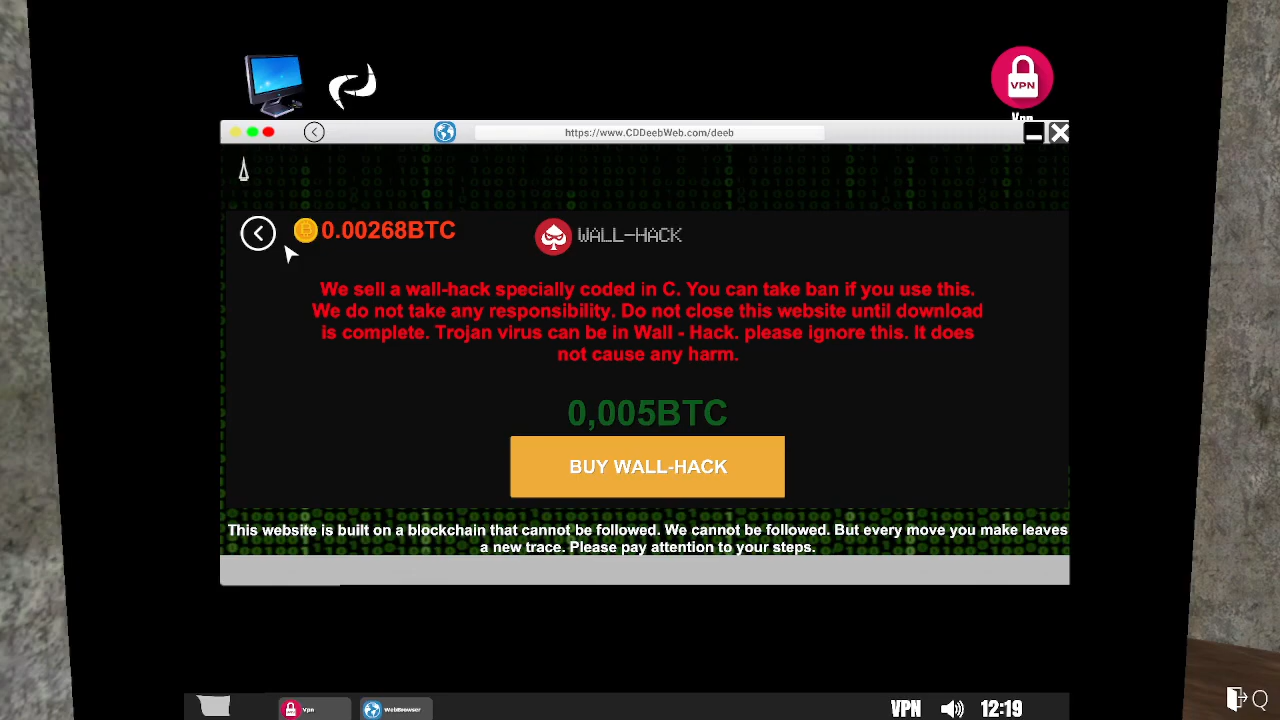 VPN
Vpn
https://www.CDDeebWeb.com/deeb
0.00268BTC
WALL-HACK
We sell a wall-hack specially coded in C. You can take ban if you use this.
We do not take any responsibility. Do not close this website until download
is complete. Trojan virus can be in Wall - Hack. please ignore this. It does
not cause any harm.
0,005BTC
BUY WALL-HACK
This website is built on a blockchain that cannot be followed. We cannot be followed. But every move you make leaves
a new trace. Please pay attention to your steps.
Vpn
WebBrowser
VPN
12:19
Q